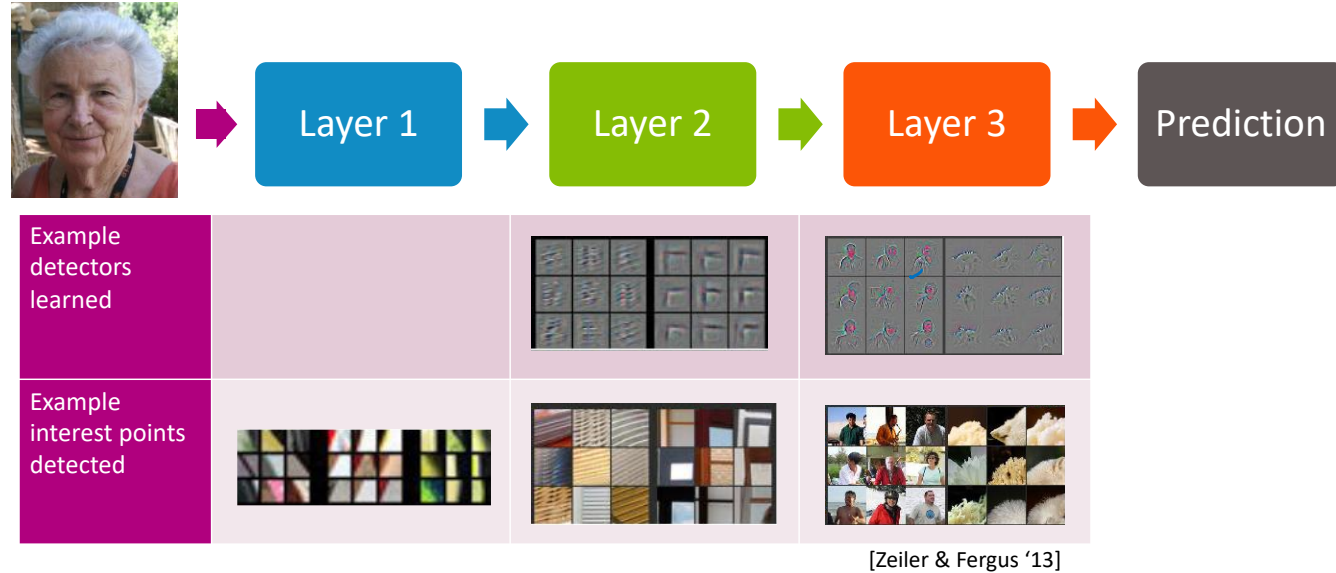 Layer 1
Layer 2
Layer 3
Prediction
Example
detectors
learned
Example
interest points
detected
[Zeiler & Fergus ‘13]